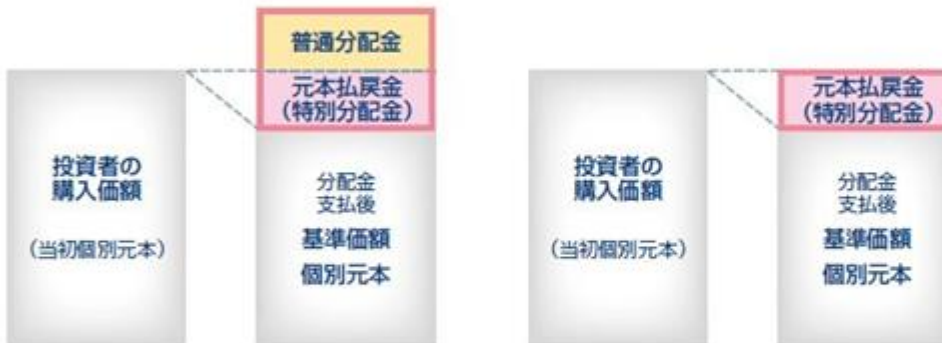 普通分配金
元本払戻金
（特別分配金）
投資者の
購入価額
（当初個別元本）
分配金
支払後
基準価額
個別元本
元本払戻金
（特別分配金）
投資者の
購入価額
（当初個別元本）
分配金
支払後
基準価額
個別元本